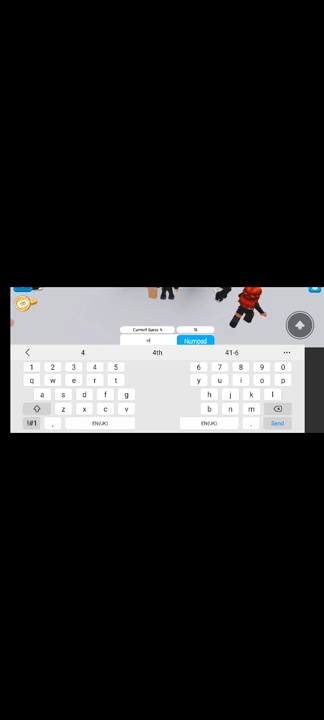 Current Guess: 4
Numpad
4 4th 41-6 •••
1 2 3 4 5 6 7 8 9 0
q w e r t y u i o p
a s d f g h j k l
z x c v b n m
!#1 , EN(UK) EN(UK) . Send